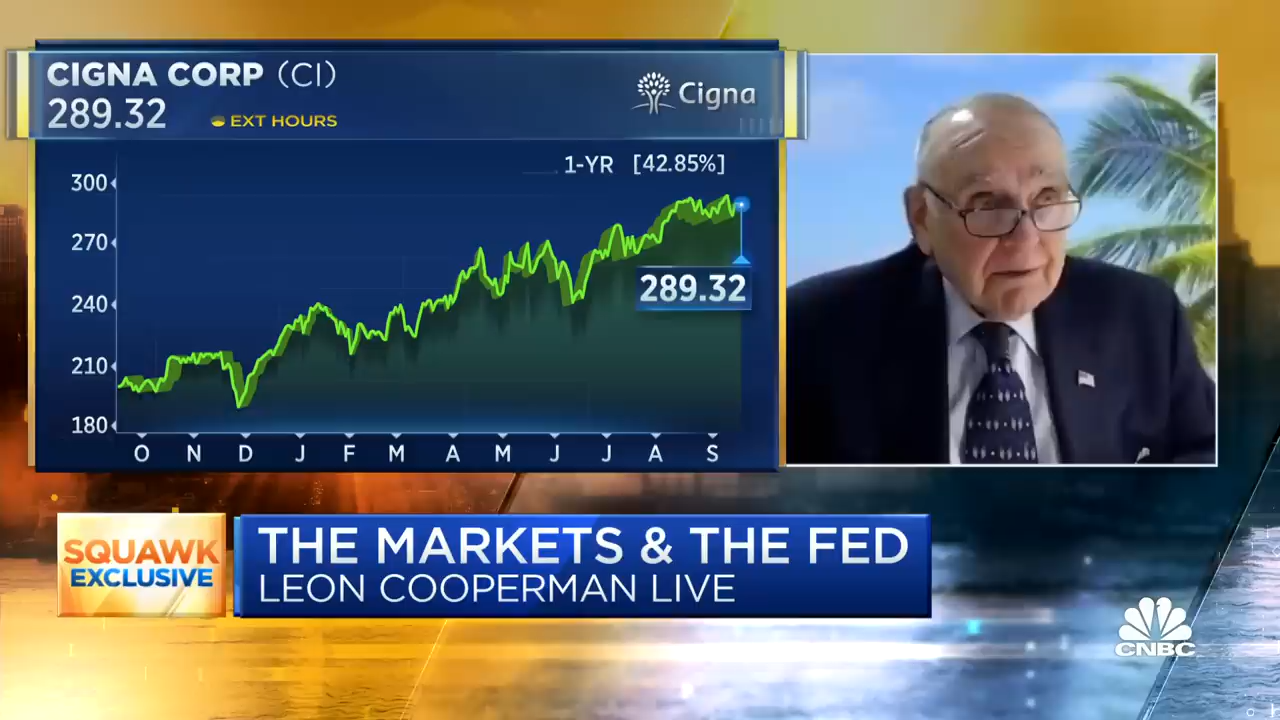 CIGNA CORP (CI)
289.32
EXT HOURS
Cigna
1-YR [42.85%]
300
270
240
210
180
289.32
O N D J F M A M J J A S
SQUAWK
EXCLUSIVE
THE MARKETS & THE FED
LEON COOPERMAN LIVE
CNBC